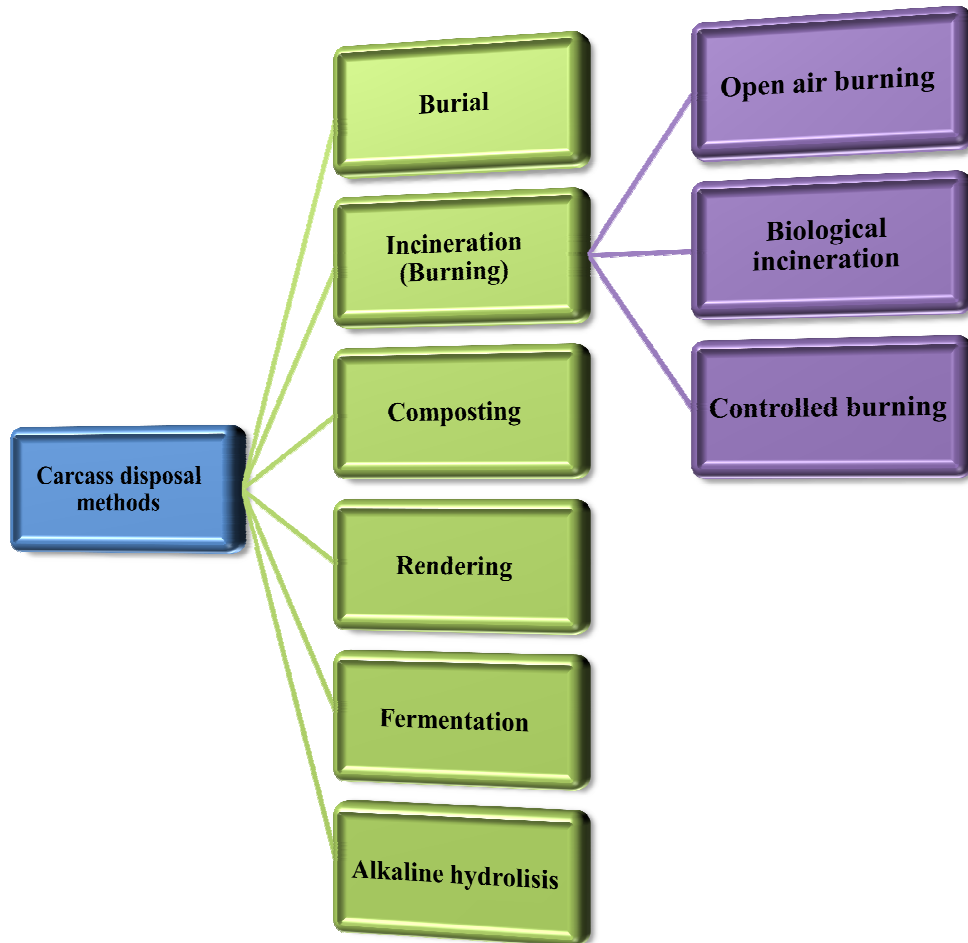 Carcass disposal
methods
Burial
Incineration
(Burning)
Composting
Rendering
Fermentation
Alkaline hydrolisis
Open air burning
Biological
incineration
Controlled burning